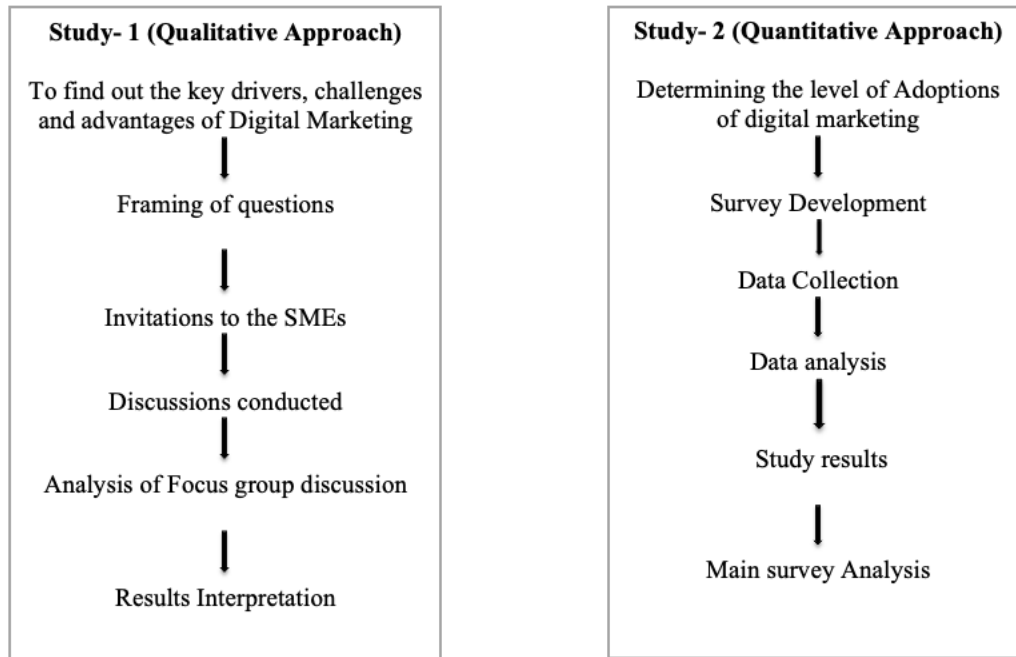 Study- 1 (Qualitative Approach)
To find out the key drivers, challenges
and advantages of Digital Marketing
Framing of questions
Invitations to the SMEs
Discussions conducted
Analysis of Focus group discussion
Results Interpretation
Study- 2 (Quantitative Approach)
Determining the level of Adoptions
of digital marketing
Survey Development
Data Collection
Data analysis
Study results
Main survey Analysis